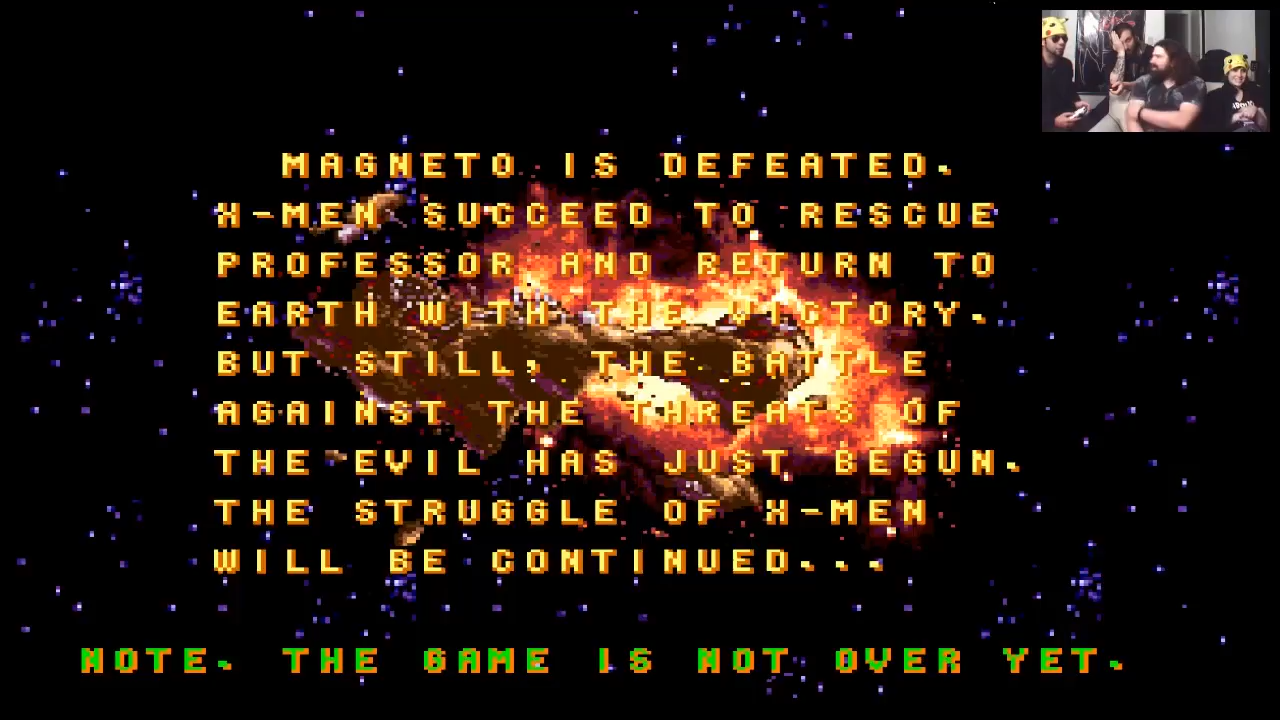 MAGNETO IS DEFEATED.
X-MEN SUCCEED TO RESCUE
PROFESSOR AND RETURN TO
EARTH WITH THE VICTORY.
BUT STILL, THE BATTLE
AGAINST THE THREATS OF
THE EVIL HAS JUST BEGUN.
THE STRUGGLE OF X-MEN
WILL BE CONTINUED...
NOTE. THE GAME IS NOT OVER YET.